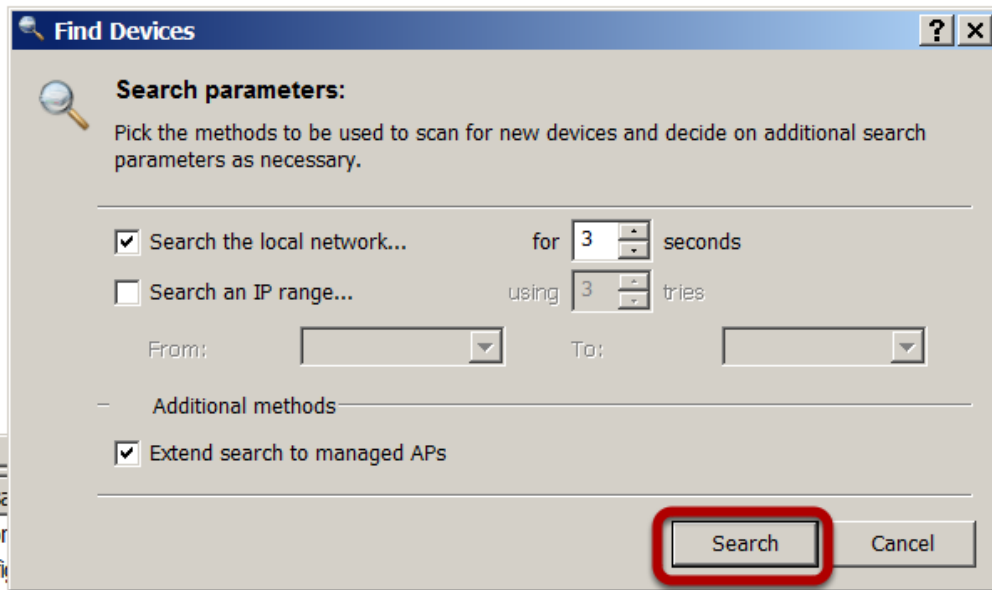 Find Devices
Search parameters:
Pick the methods to be used to scan for new devices and decide on additional search
parameters as necessary.
Search the local network... for 3 seconds
Search an IP range... using 3 tries
From: To:
Additional methods
Extend search to managed APs
Search Cancel